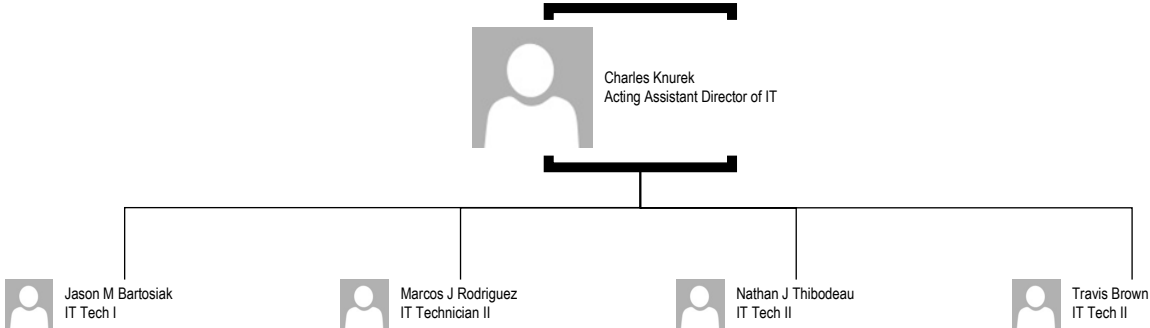 Charles Knurek
Acting Assistant Director of IT
Jason M Bartosiak
IT Tech I
Marcos J Rodriguez
IT Technician II
Nathan J Thibodeau
IT Tech II
Travis Brown
IT Tech II